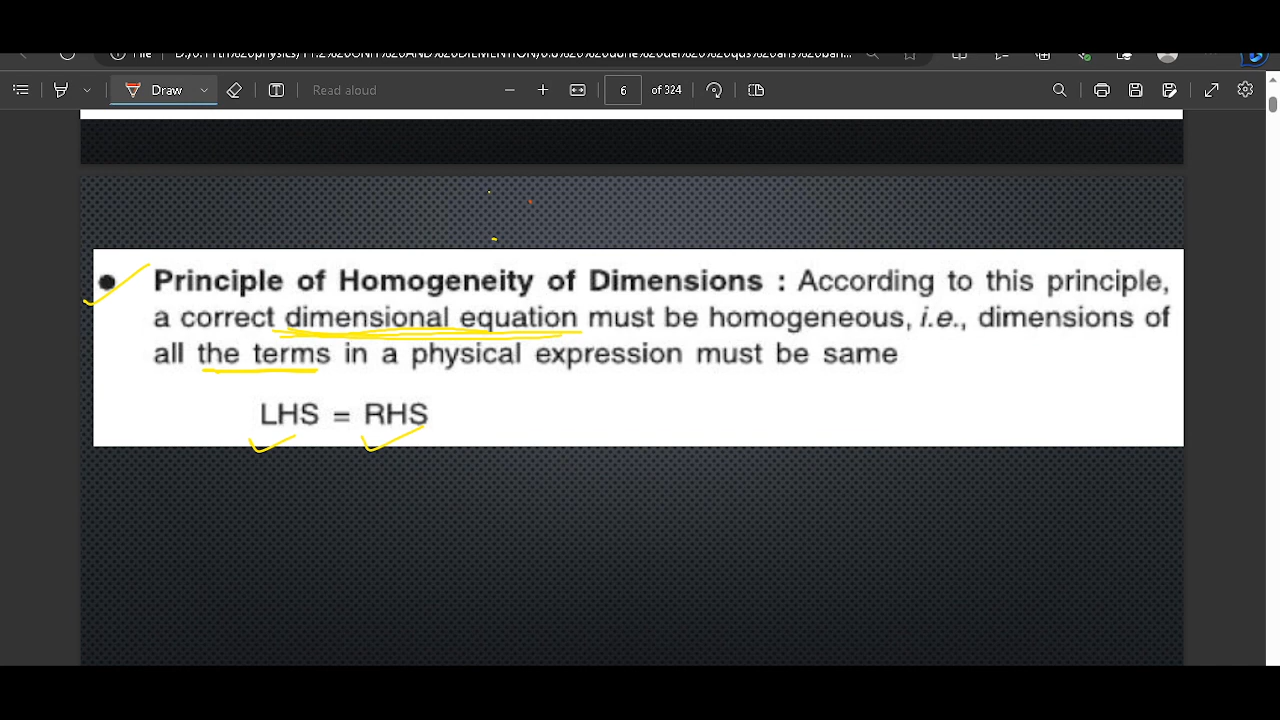 Draw
Read aloud
6 of 324
Principle of Homogeneity of Dimensions : According to this principle,
a correct dimensional equation must be homogeneous, i.e., dimensions of
all the terms in a physical expression must be same
LHS = RHS